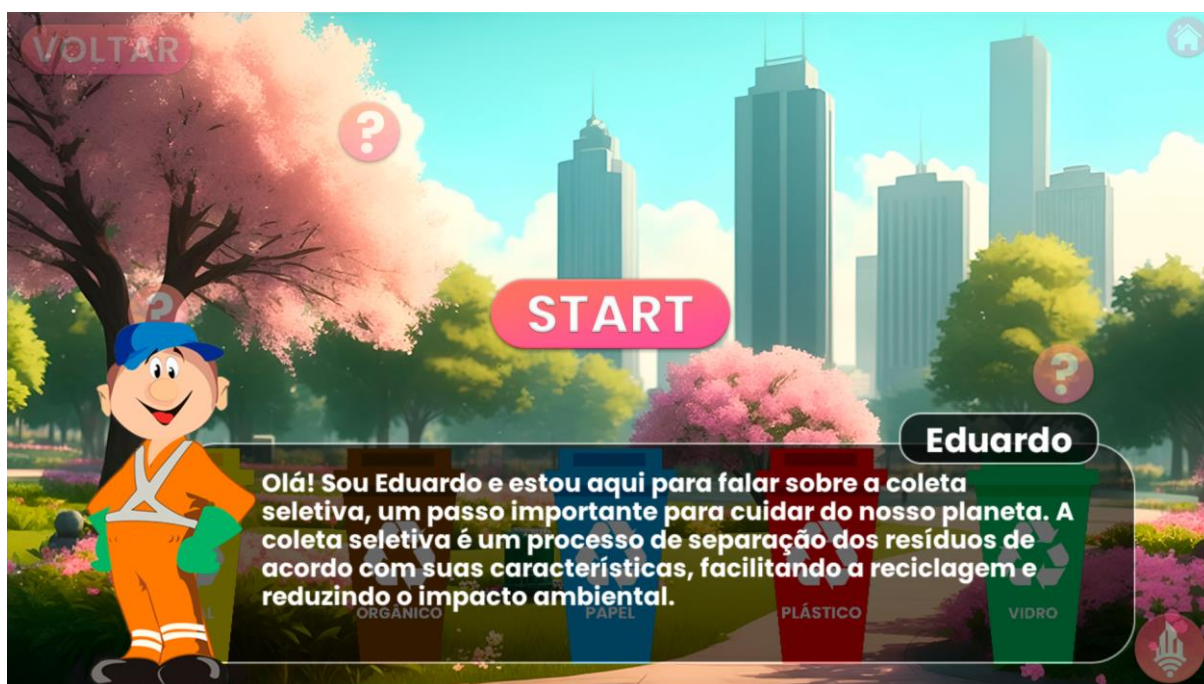 VOLTAR
?
?
START
?
Eduardo
Olá! Sou Eduardo e estou aqui para falar sobre a coleta
seletiva, um passo importante para cuidar do nosso planeta. A
coleta seletiva é um processo de separação dos resíduos de
acordo com suas características, facilitando a reciclagem e
reduzindo o impacto ambiental.
ORGÂNICO
PAPEL
PLÁSTICO
VIDRO